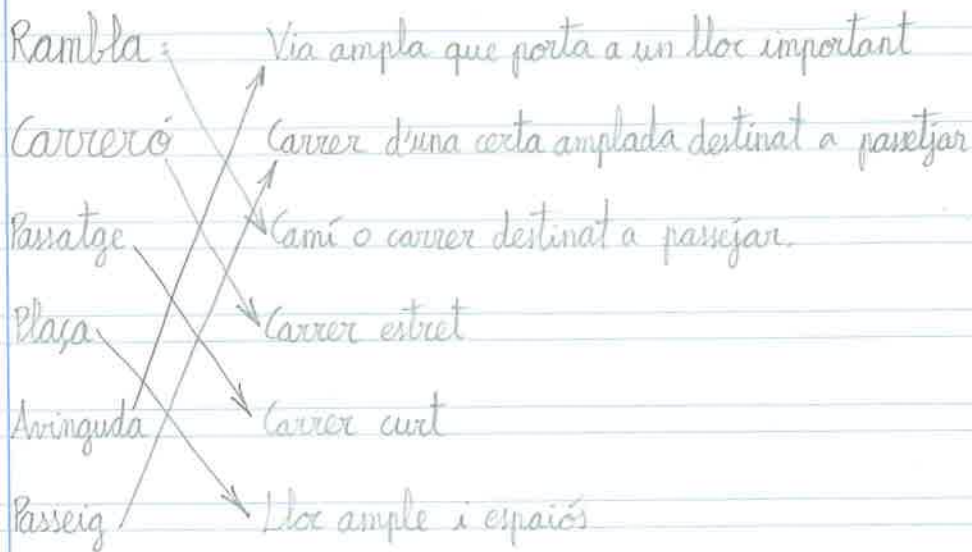 Rambla: Via ampla que porta a un lloc important
Carreró Carrer d'una certa amplada destinat a passetjar
Passatge Camí o carrer destinat a passejar.
Plaça Carrer estret
Avinguda Carrer curt
Passeig Lloc ample i espaiós